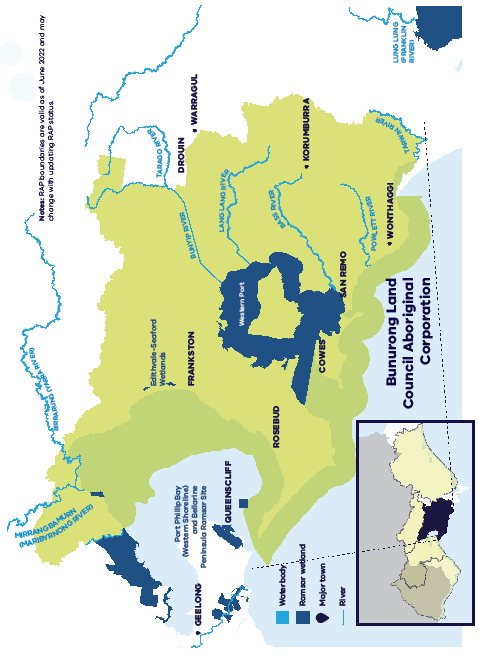 Notes: RAP boundaries are valid as of June 2022 and may
change with updating RAP status.
LUNG LUNG
(FRANKLIN
RIVER)
WARRAGUL
DROUIN
TARAGO RIVER
KORUMBURRA
TARWIN RIVER
LANG LANG RIVER
BASS RIVER
BUNYIP RIVER
POWLETT RIVER
WONTHAGGI
SAN REMO
Western Port
COWES
FRANKSTON
Edithvale-Seaford
Wetlands
ROSEBUD
MIRRANGBAMURN
(MARIBYRNONG RIVER)
Port Phillip Bay
(Western Shoreline)
and Bellarine
Peninsula Ramsar Site
QUEENSCLIFF
GEELONG
Bunurong Land
Council Aboriginal
Corporation
Waterbody
Ramsar wetland
Major town
River